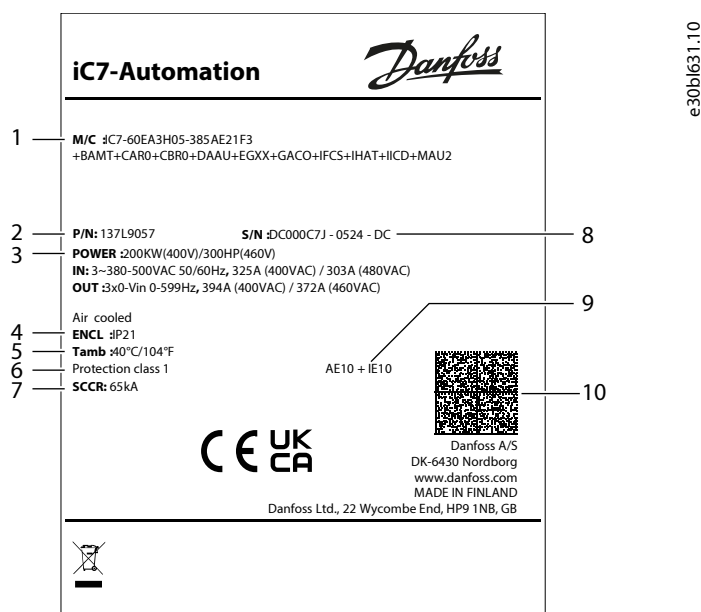 e30bl631.10
iC7-Automation
Danfoss
1
M/C :IC7-60EA3H05-385AE21F3
+BAMT+CAR0+CBR0+DAAU+EGXX+GACO+IFCS+IHAT+IICD+MAU2
2
P/N: 137L9057 S/N :DC000C7J - 0524 - DC
8
3
POWER :200KW(400V)/300HP(460V)
IN: 3~380-500VAC 50/60Hz, 325A (400VAC) / 303A (480VAC)
OUT :3x0-Vin 0-599Hz, 394A (400VAC) / 372A (460VAC)
9
Air cooled
4
ENCL :IP21
5
Tamb :40°C/104°F
6
Protection class 1
AE10 + IE10
7
SCCR: 65kA
10
CE UK
CA
Danfoss A/S
DK-6430 Nordborg
www.danfoss.com
MADE IN FINLAND
Danfoss Ltd., 22 Wycombe End, HP9 1NB, GB